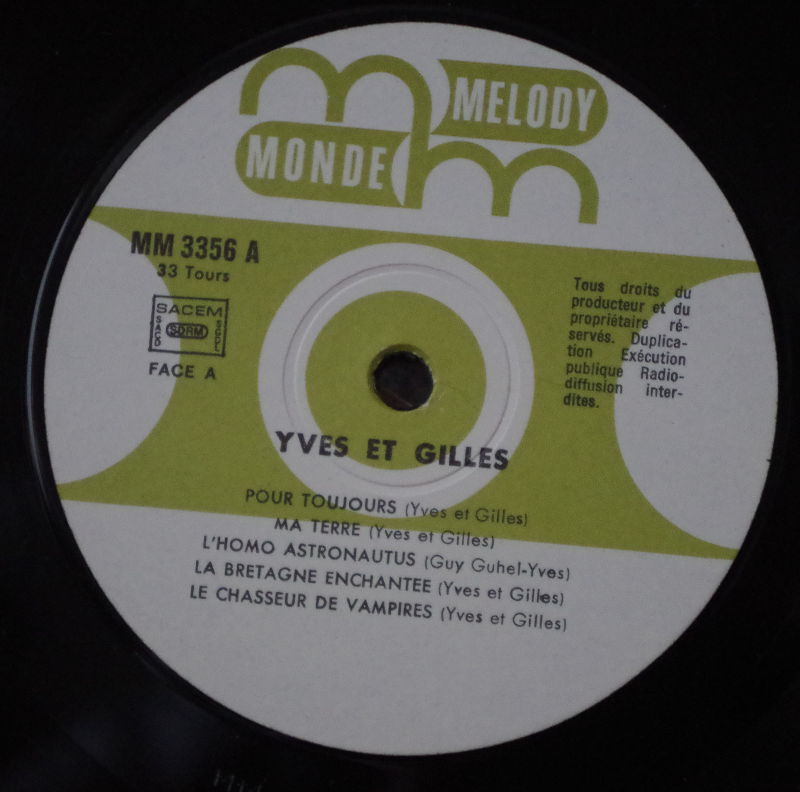 MELODY
MONDE
MM 3356 A
33 Tours
SACEM
SACD SDRM SGDL
FACE A
Tous droits du
producteur et du
propriétaire ré-
servés. Duplica-
tion Exécution
publique Radio-
diffusion inter-
dites.
YVES ET GILLES
POUR TOUJOURS (Yves et Gilles)
MA TERRE (Yves et Gilles)
L'HOMO ASTRONAUTUS (Guy Guhel-Yves)
LA BRETAGNE ENCHANTEE (Yves et Gilles)
LE CHASSEUR DE VAMPIRES (Yves et Gilles)